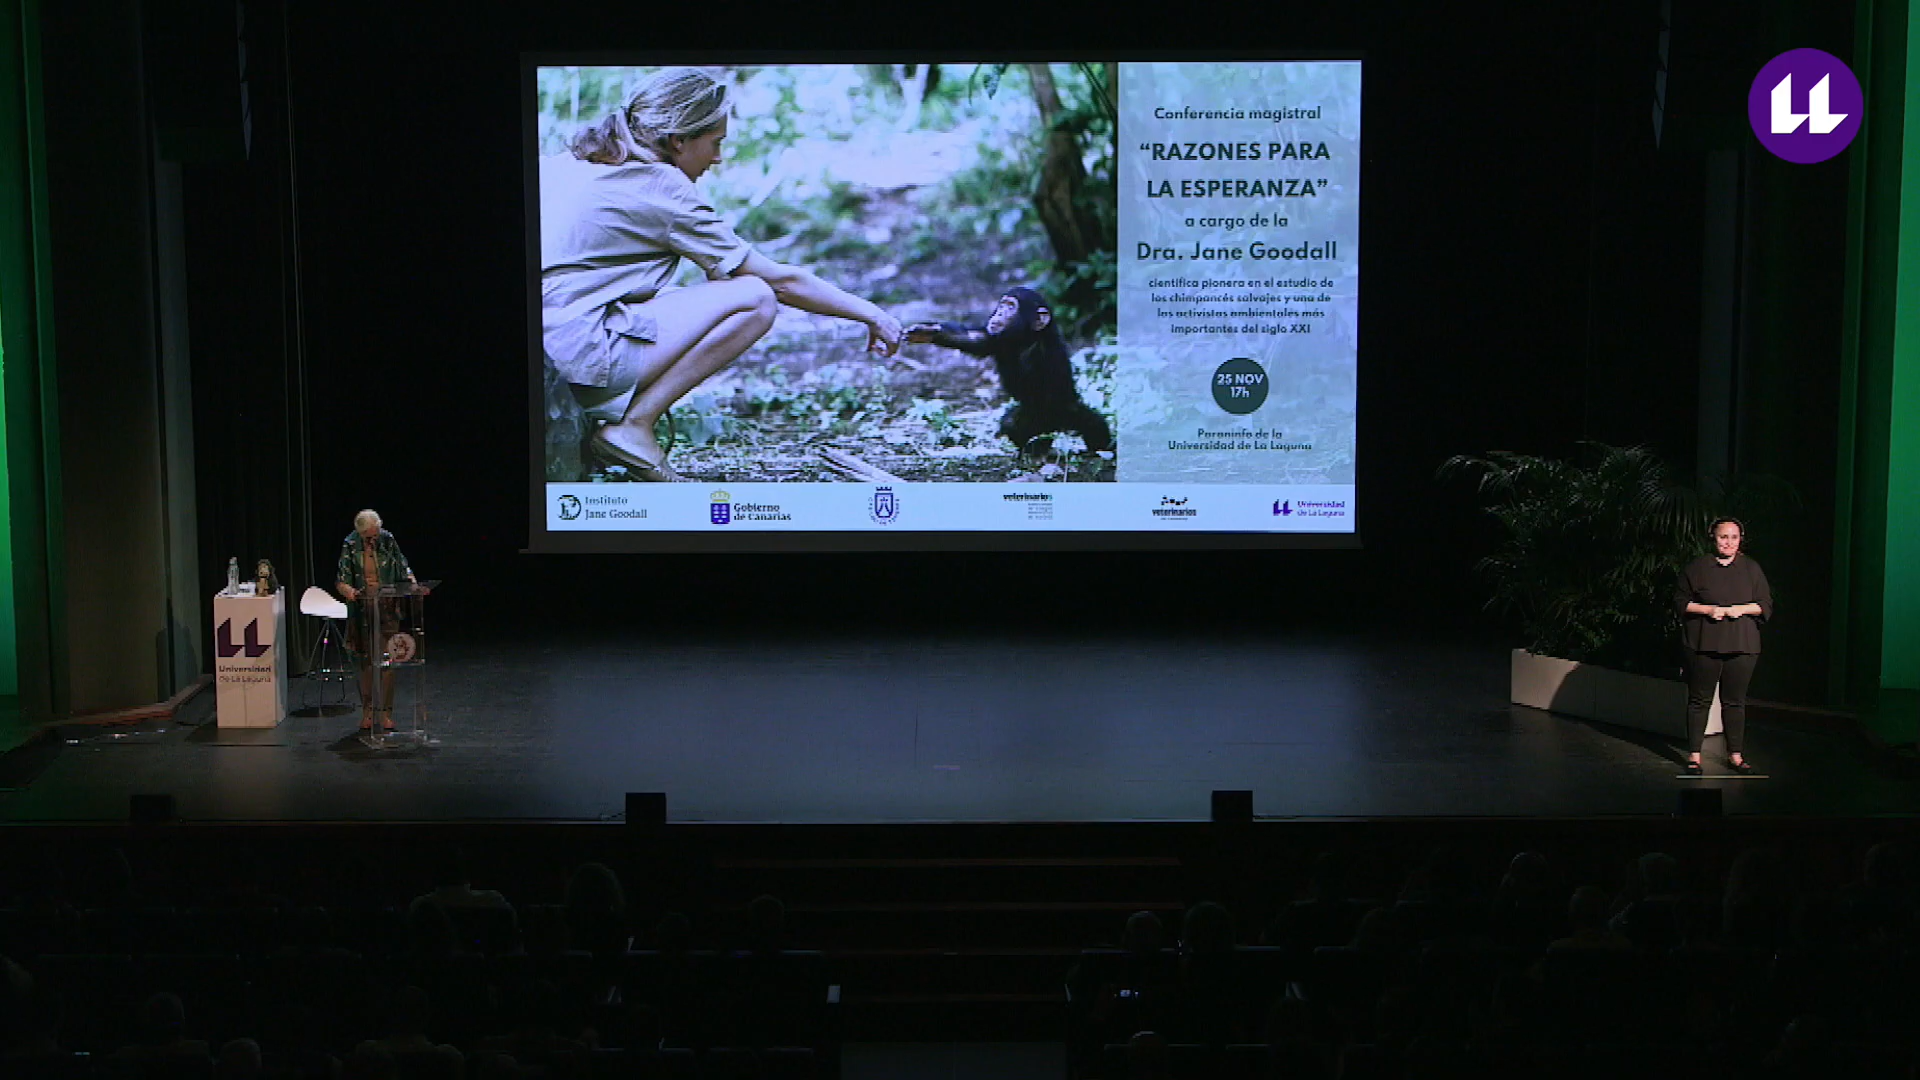 Conferencia magistral
“RAZONES PARA
LA ESPERANZA”
a cargo de la
Dra. Jane Goodall
científica pionera en el estudio de
los chimpancés salvajes y una de
las activistas ambientales más
importantes del siglo XXI
25 NOV
17h
Paraninfo de la
Universidad de La Laguna
Instituto
Jane Goodall
Gobierno
de Canarias
veterinarios
veterinarios
Universidad
de La Laguna
Universidad
de La Laguna